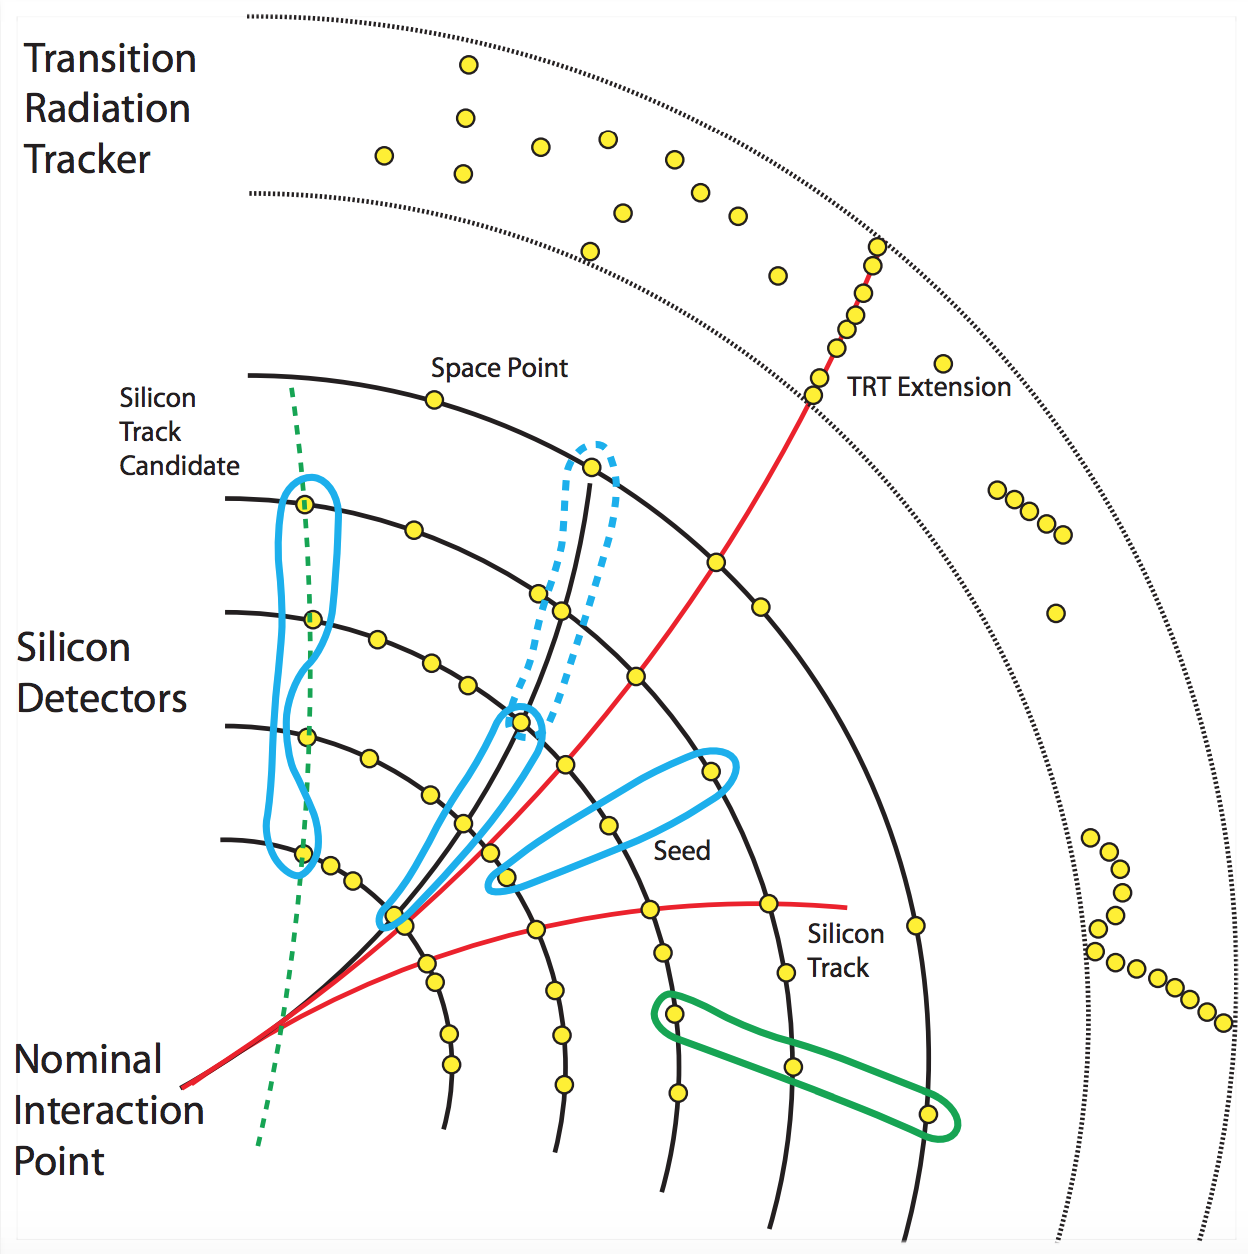 Transition
Radiation
Tracker
Space Point
Silicon
Track
Candidate
TRT Extension
Silicon
Detectors
Seed
Silicon
Track
Nominal
Interaction
Point